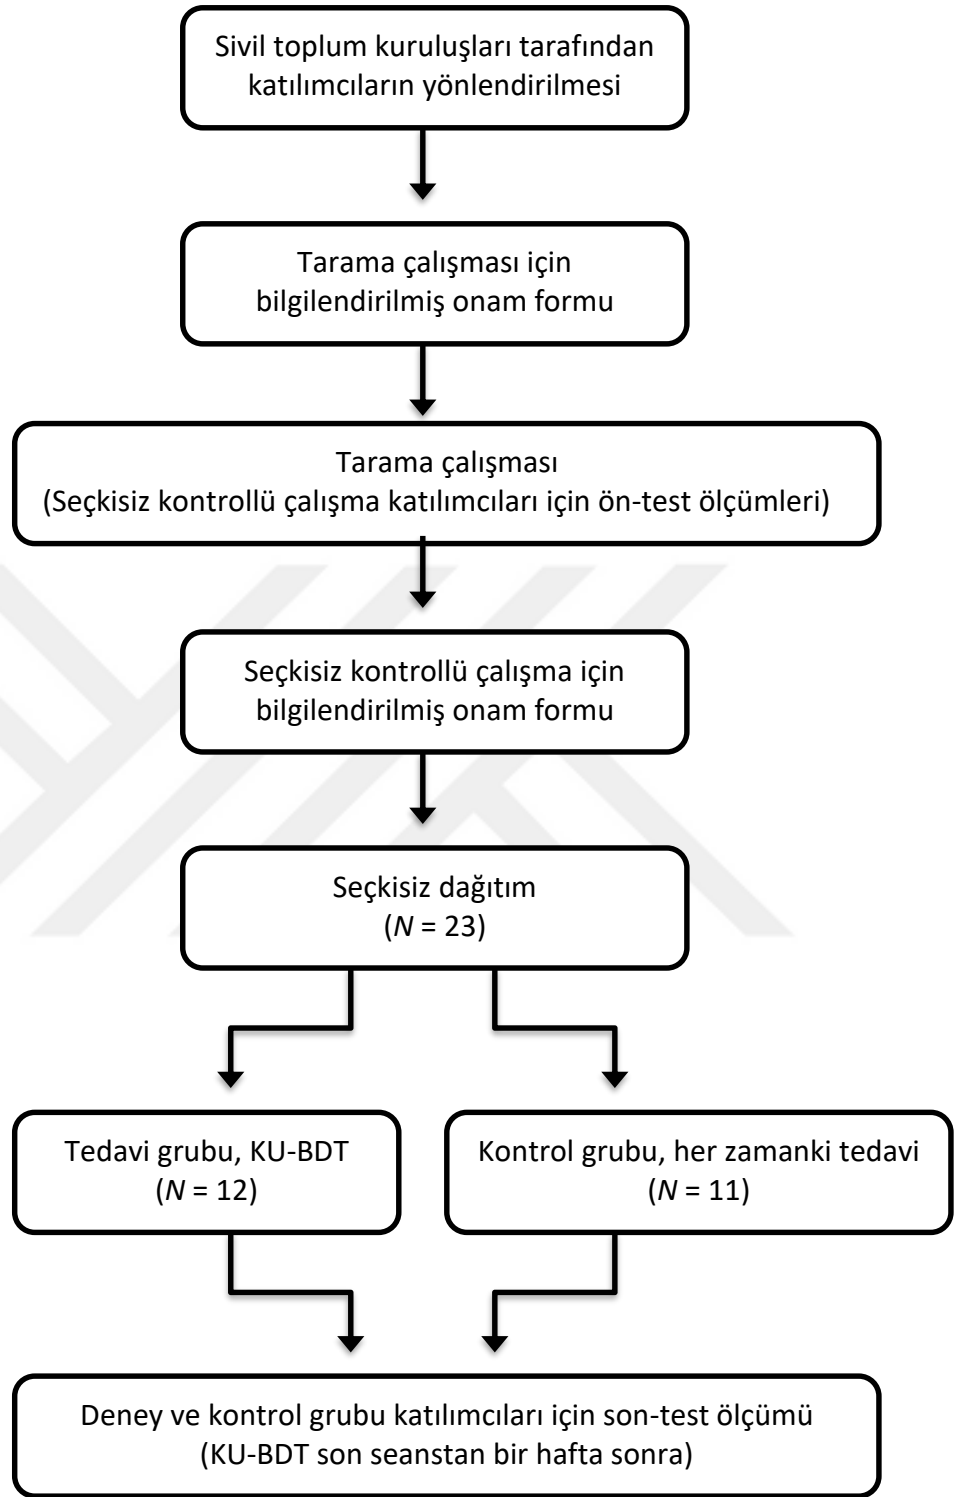 Sivil toplum kuruluşları tarafından
katılımcıların yönlendirilmesi
Tarama çalışması için
bilgilendirilmiş onam formu
Tarama çalışması
(Seçkisiz kontrollü çalışma katılımcıları için ön-test ölçümleri)
Seçkisiz kontrollü çalışma için
bilgilendirilmiş onam formu
Seçkisiz dağıtım
(N = 23)
Tedavi grubu, KU-BDT
(N = 12)
Kontrol grubu, her zamanki tedavi
(N = 11)
Deney ve kontrol grubu katılımcıları için son-test ölçümü
(KU-BDT son seanstan bir hafta sonra)